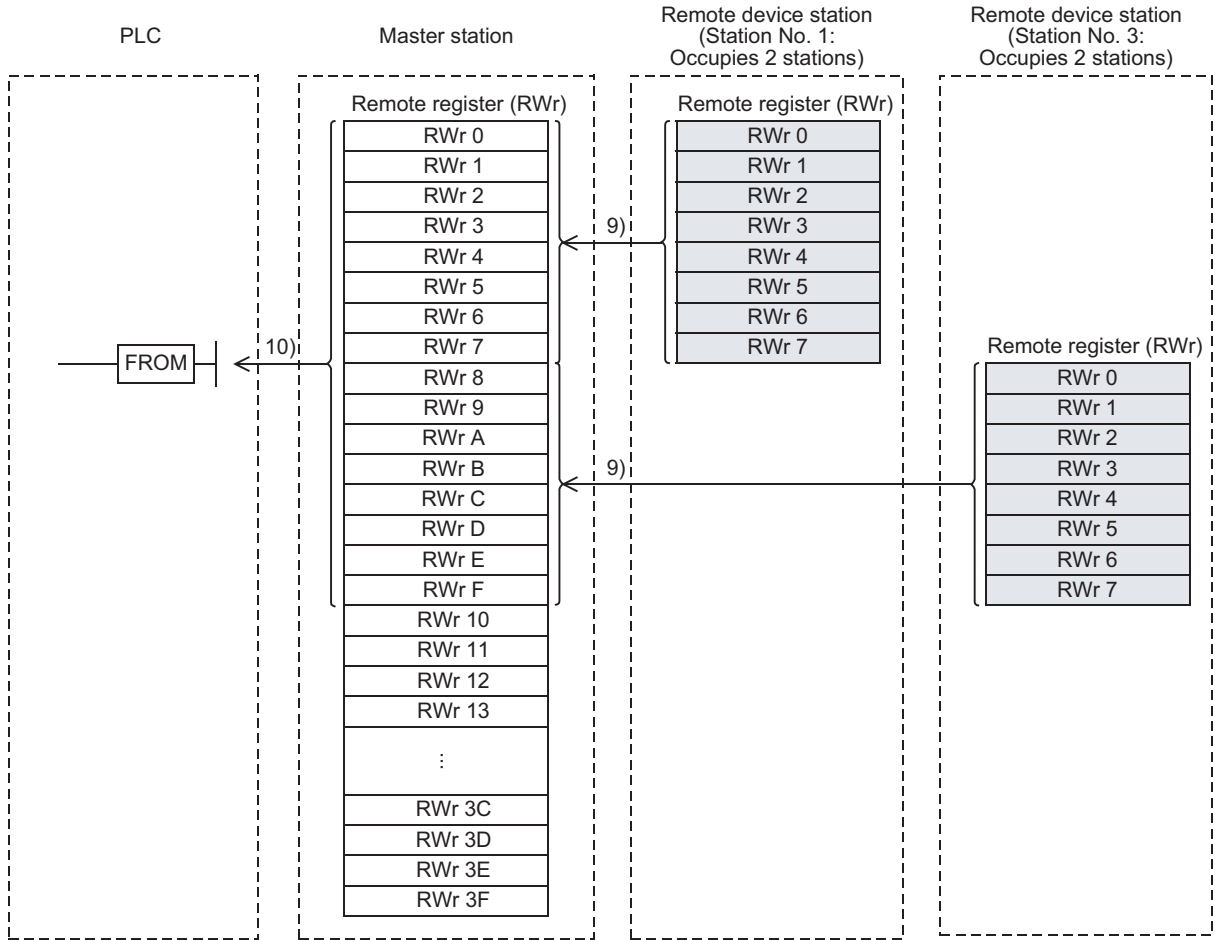 PLC
Master station
Remote device station
(Station No. 1:
Occupies 2 stations)
Remote device station
(Station No. 3:
Occupies 2 stations)
Remote register (RWr)
RWr 0
RWr 1
RWr 2
RWr 3
RWr 4
RWr 5
RWr 6
RWr 7
RWr 8
RWr 9
RWr A
RWr B
RWr C
RWr D
RWr E
RWr F
RWr 10
RWr 11
RWr 12
RWr 13
⋮
RWr 3C
RWr 3D
RWr 3E
RWr 3F
FROM
10)
9)
9)
Remote register (RWr)
RWr 0
RWr 1
RWr 2
RWr 3
RWr 4
RWr 5
RWr 6
RWr 7
Remote register (RWr)
RWr 0
RWr 1
RWr 2
RWr 3
RWr 4
RWr 5
RWr 6
RWr 7